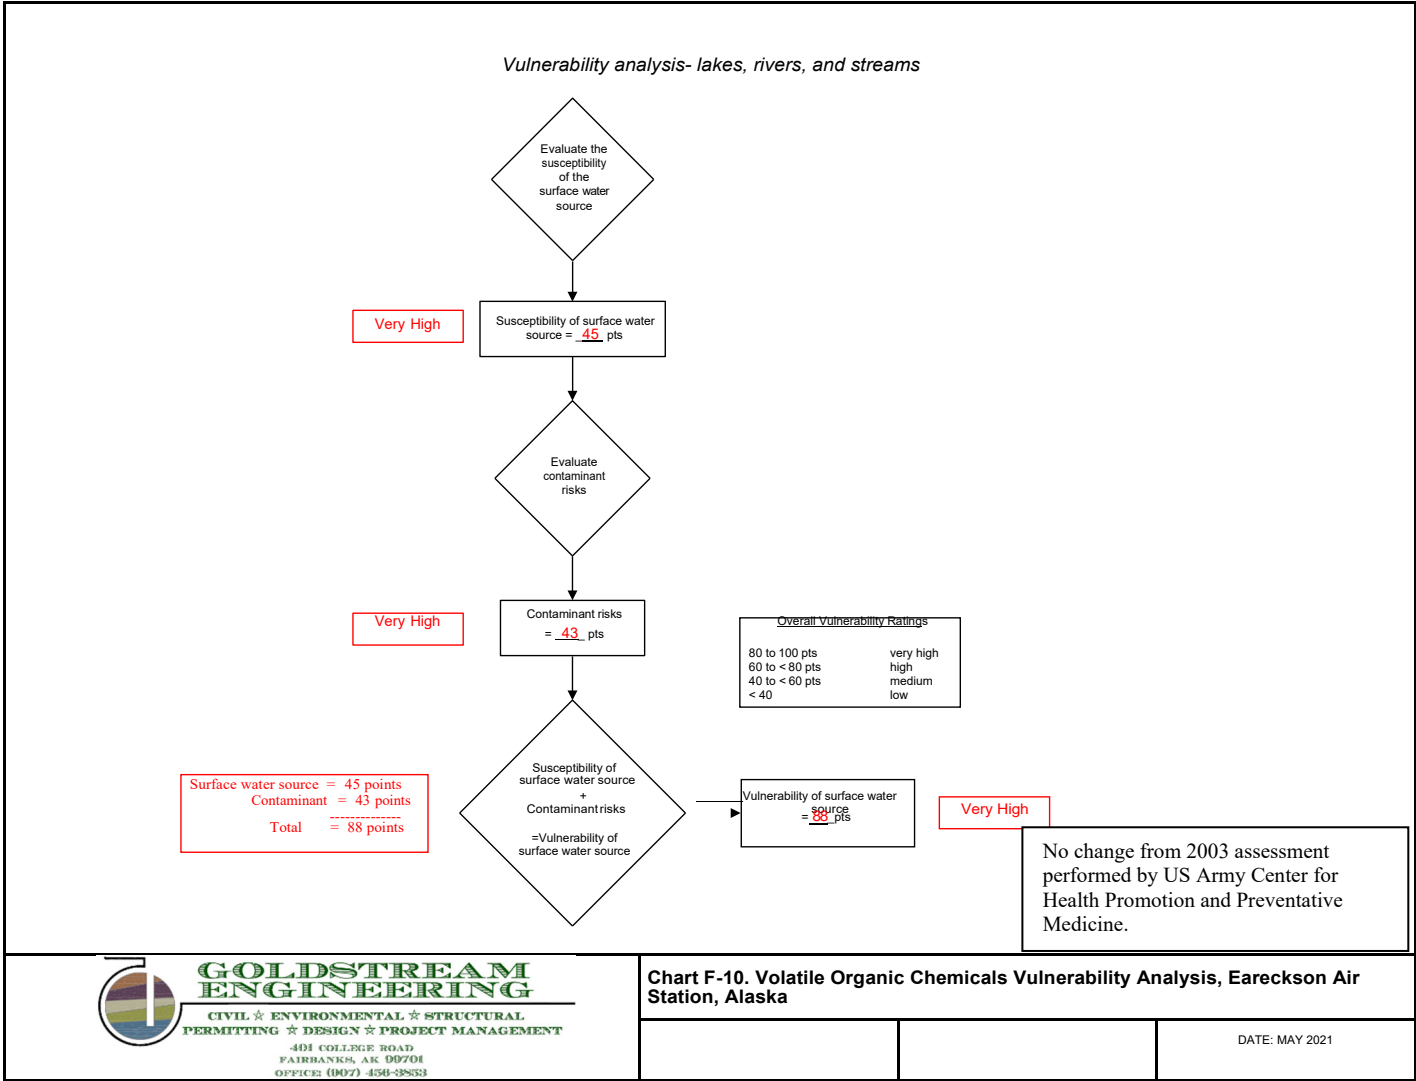 Vulnerability analysis- lakes, rivers, and streams
Evaluate the
susceptibility
of the
surface water
source
Very High
Susceptibility of surface water
source = _45_ pts
Evaluate
contaminant
risks
Very High
Contaminant risks
= _43_ pts
Overall Vulnerability Ratings
80 to 100 pts very high
60 to < 80 pts high
40 to < 60 pts medium
< 40 low
Surface water source = 45 points
Contaminant = 43 points
--------------
Total = 88 points
Susceptibility of
surface water source
+
Contaminant risks
=Vulnerability of
surface water source
Vulnerability of surface water
source
= _88_pts
Very High
No change from 2003 assessment
performed by US Army Center for
Health Promotion and Preventative
Medicine.
GOLDSTREAM
ENGINEERING
CIVIL ☆ ENVIRONMENTAL ☆ STRUCTURAL
PERMITTING ☆ DESIGN ☆ PROJECT MANAGEMENT
401 COLLEGE ROAD
FAIRBANKS, AK 99701
OFFICE: (907) 456-3853
Chart F-10. Volatile Organic Chemicals Vulnerability Analysis, Eareckson Air
Station, Alaska
DATE: MAY 2021